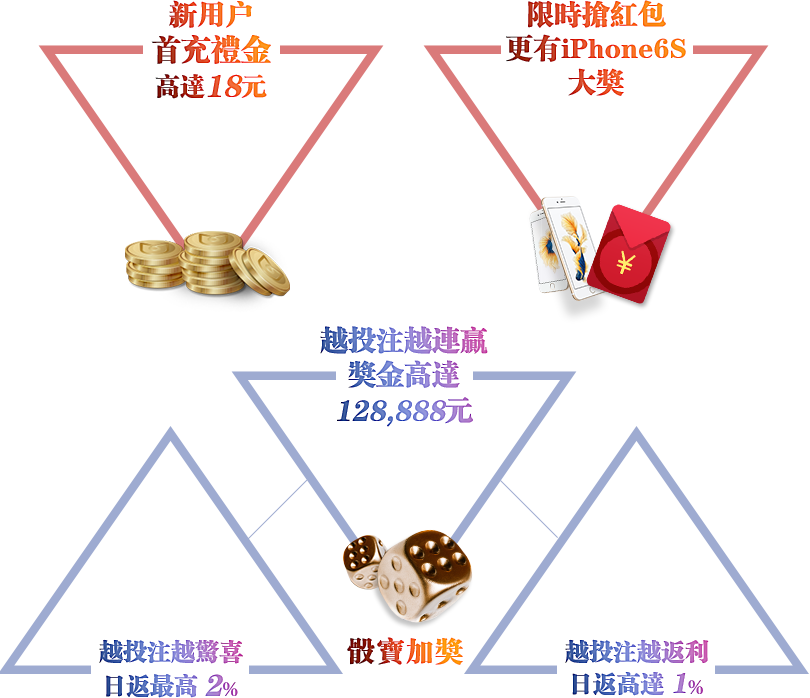 新用户
首充禮金
高達18元
限時搶紅包
更有iPhone6S
大獎
¥
越投注越連贏
獎金高達
128,888元
越投注越驚喜
日返最高 2%
骰寶加獎
越投注越返利
日返高達 1%